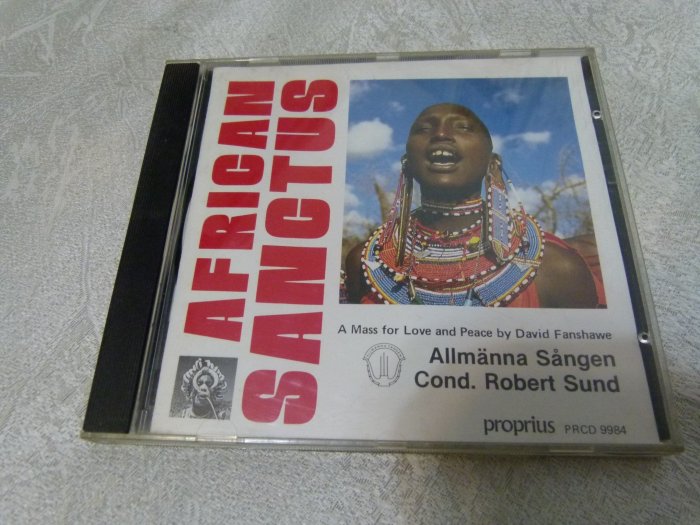 AFRICAN
SANCTUS
A Mass for Love and Peace by David Fanshawe
Allmänna Sången
Cond. Robert Sund
proprius PRCD 9984